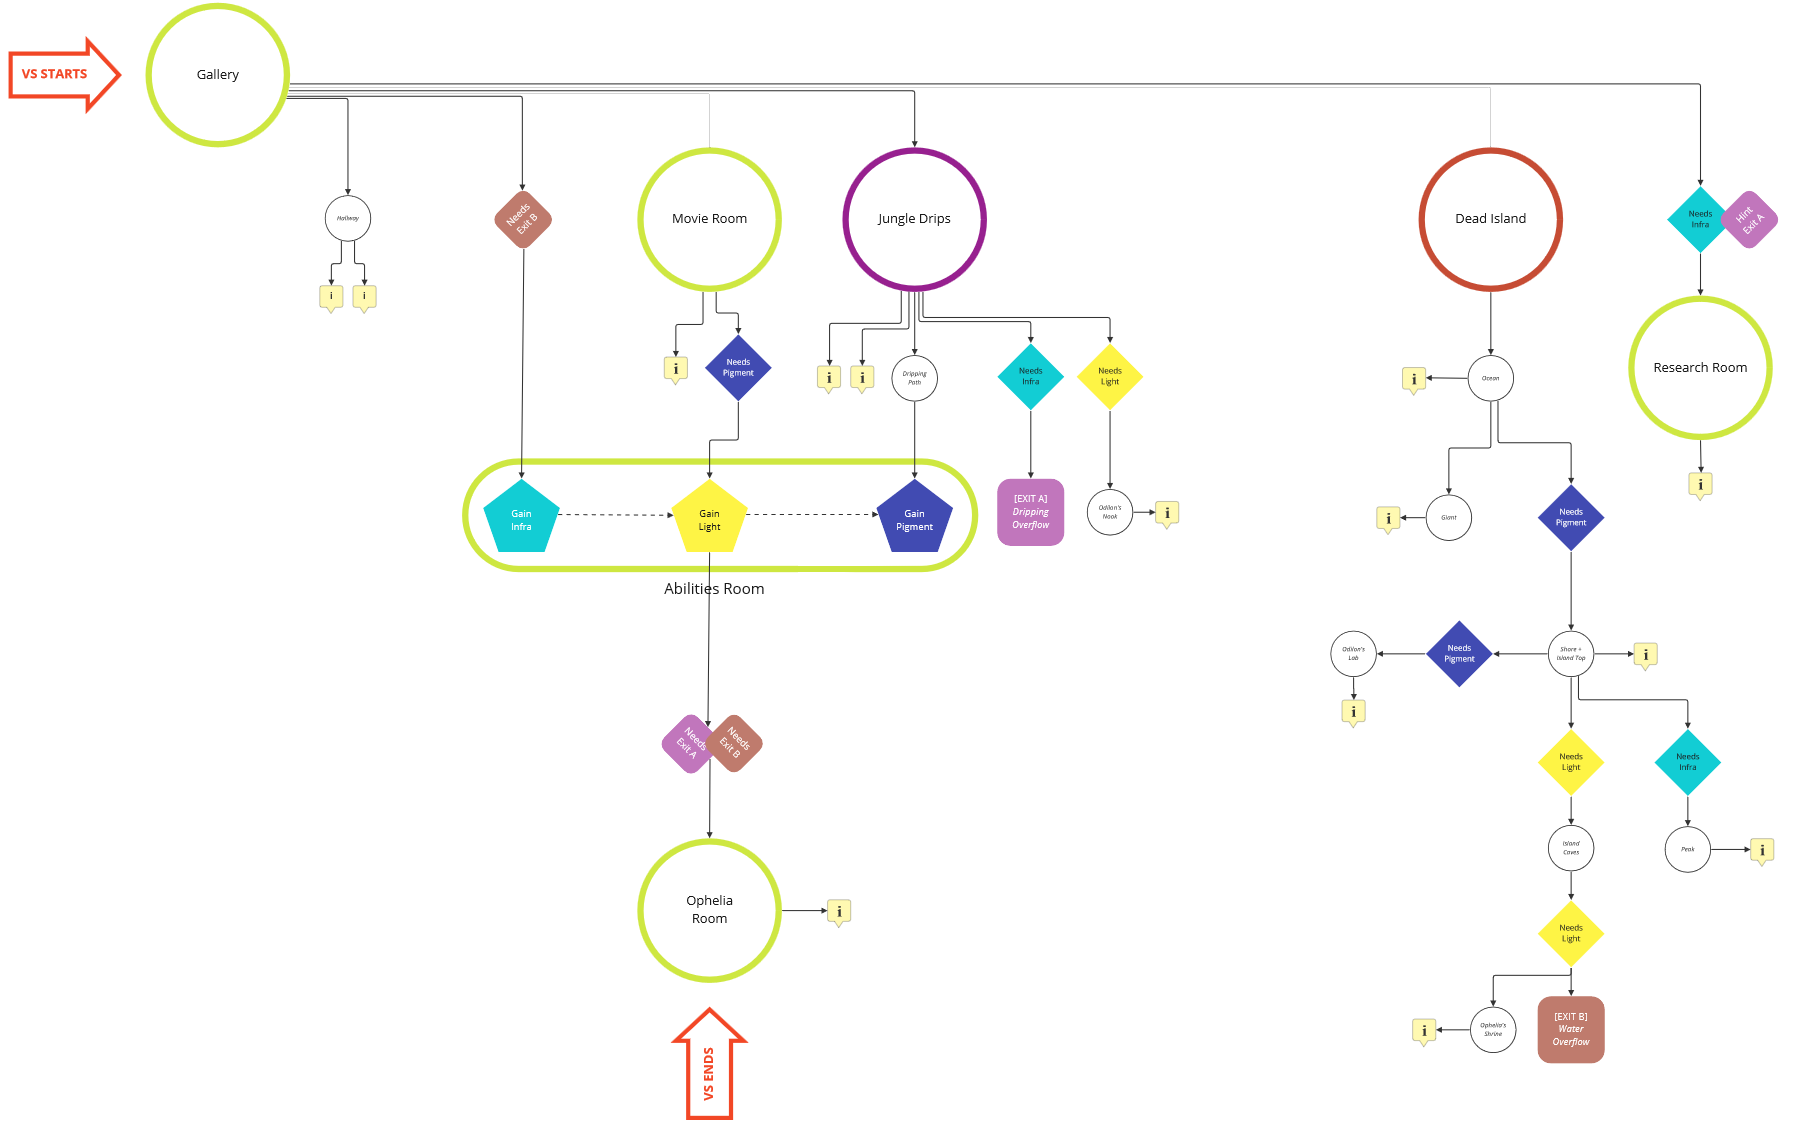 VS STARTS
Gallery
Hallway
i
i
Needs
Exit B
Movie Room
Jungle Drips
Dead Island
Needs
Infra
Hint
Exit A
i
Needs
Pigment
i
i
Dripping
Path
Needs
Infra
Needs
Light
i
Ocean
Research Room
i
Gain
Infra
Gain
Light
Gain
Pigment
Abilities Room
[EXIT A]
Dripping
Overflow
Odilon's
Nook
i
i
Giant
Needs
Pigment
Odilon's
Lab
i
Needs
Pigment
Shore +
Island Top
i
Needs
Light
Needs
Infra
Needs
Exit A
Needs
Exit B
Island
Caves
Peak
i
Ophelia
Room
i
Needs
Light
i
Ophelia's
Shrine
[EXIT B]
Water
Overflow
VS ENDS